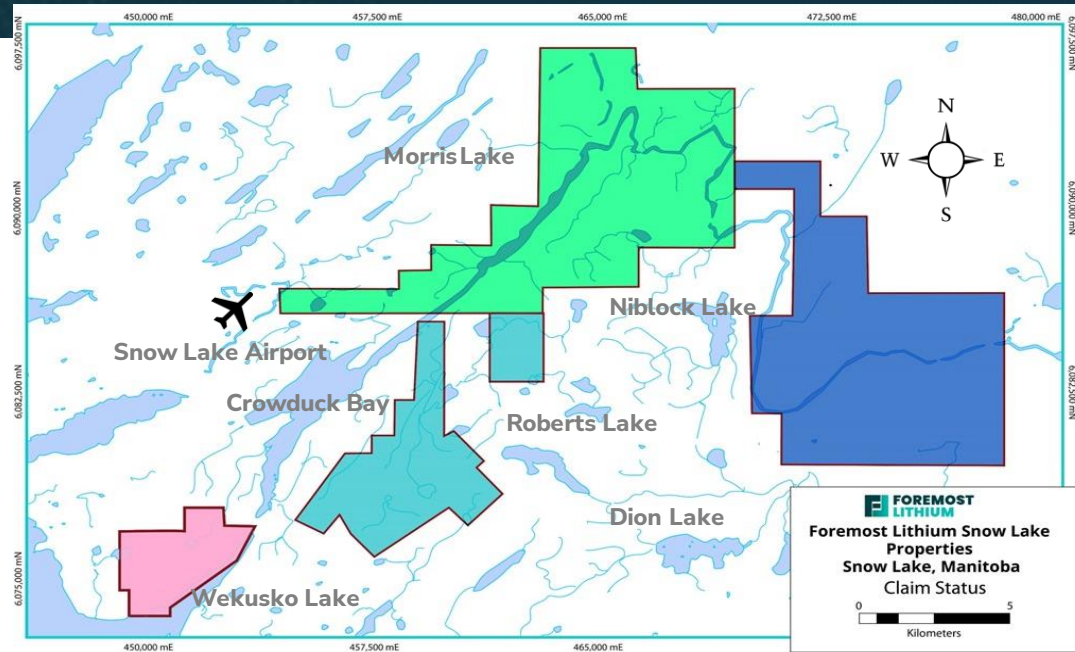 450,000 mE
457,500 mE
465,000 mE
472,500 mE
480,000 mE
6,097,500 mN
6,097,500 mN
N
Morris Lake
W
E
S
6,090,000 mN
6,090,000 mN
Niblock Lake
Snow Lake Airport
6,082,500 mN
6,082,500 mN
Crowduck Bay
Roberts Lake
Dion Lake
FOREMOST
LITHIUM
Foremost Lithium Snow Lake
Properties
Snow Lake, Manitoba
Claim Status
0 5
Kilometers
6,075,000 mN
Wekusko Lake
450,000 mE
457,500 mE
465,000 mE